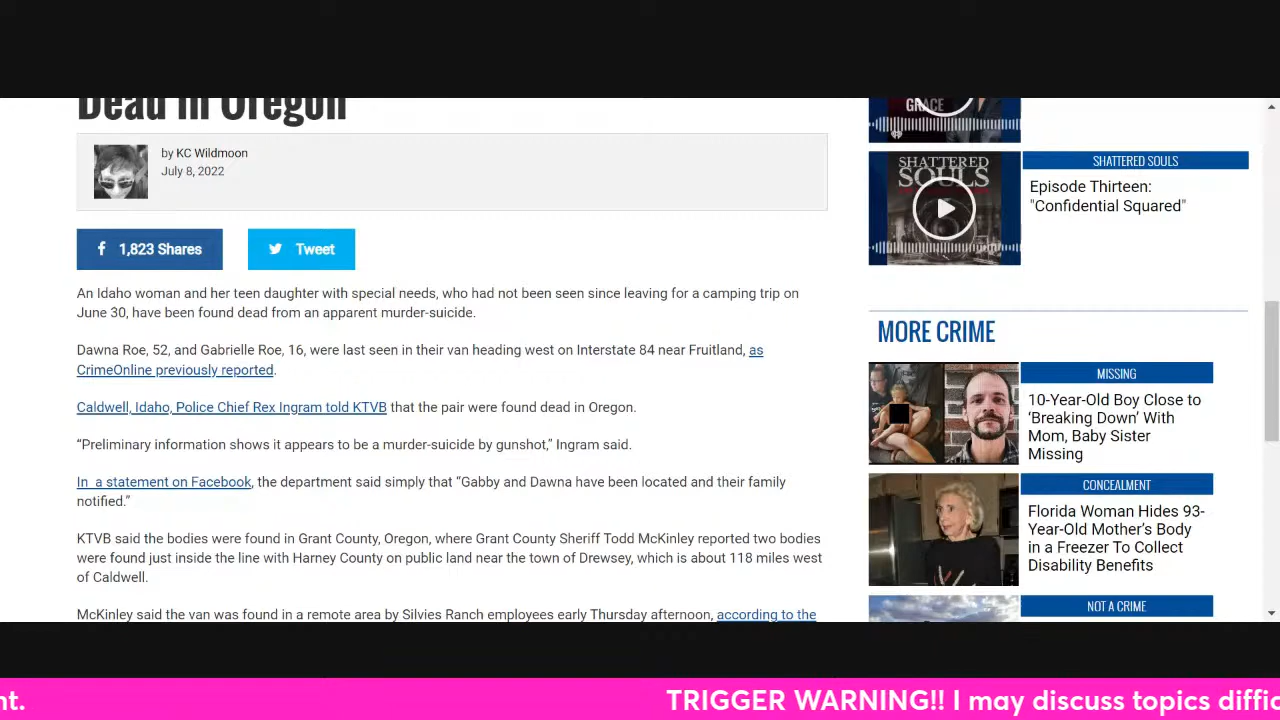 Dead in Oregon
by KC Wildmoon
July 8, 2022
1,823 Shares
Tweet
An Idaho woman and her teen daughter with special needs, who had not been seen since leaving for a camping trip on
June 30, have been found dead from an apparent murder-suicide.
Dawna Roe, 52, and Gabrielle Roe, 16, were last seen in their van heading west on Interstate 84 near Fruitland, as
CrimeOnline previously reported.
Caldwell, Idaho, Police Chief Rex Ingram told KTVB that the pair were found dead in Oregon.
“Preliminary information shows it appears to be a murder-suicide by gunshot,” Ingram said.
In  a statement on Facebook, the department said simply that “Gabby and Dawna have been located and their family
notified.”
KTVB said the bodies were found in Grant County, Oregon, where Grant County Sheriff Todd McKinley reported two bodies
were found just inside the line with Harney County on public land near the town of Drewsey, which is about 118 miles west
of Caldwell.
McKinley said the van was found in a remote area by Silvies Ranch employees early Thursday afternoon, according to the
GRACE
SHATTERED
SOULS
SHATTERED SOULS
Episode Thirteen:
"Confidential Squared"
MORE CRIME
MISSING
10-Year-Old Boy Close to
‘Breaking Down’ With
Mom, Baby Sister
Missing
CONCEALMENT
Florida Woman Hides 93-
Year-Old Mother’s Body
in a Freezer To Collect
Disability Benefits
NOT A CRIME
nt.
TRIGGER WARNING!! I may discuss topics diffic